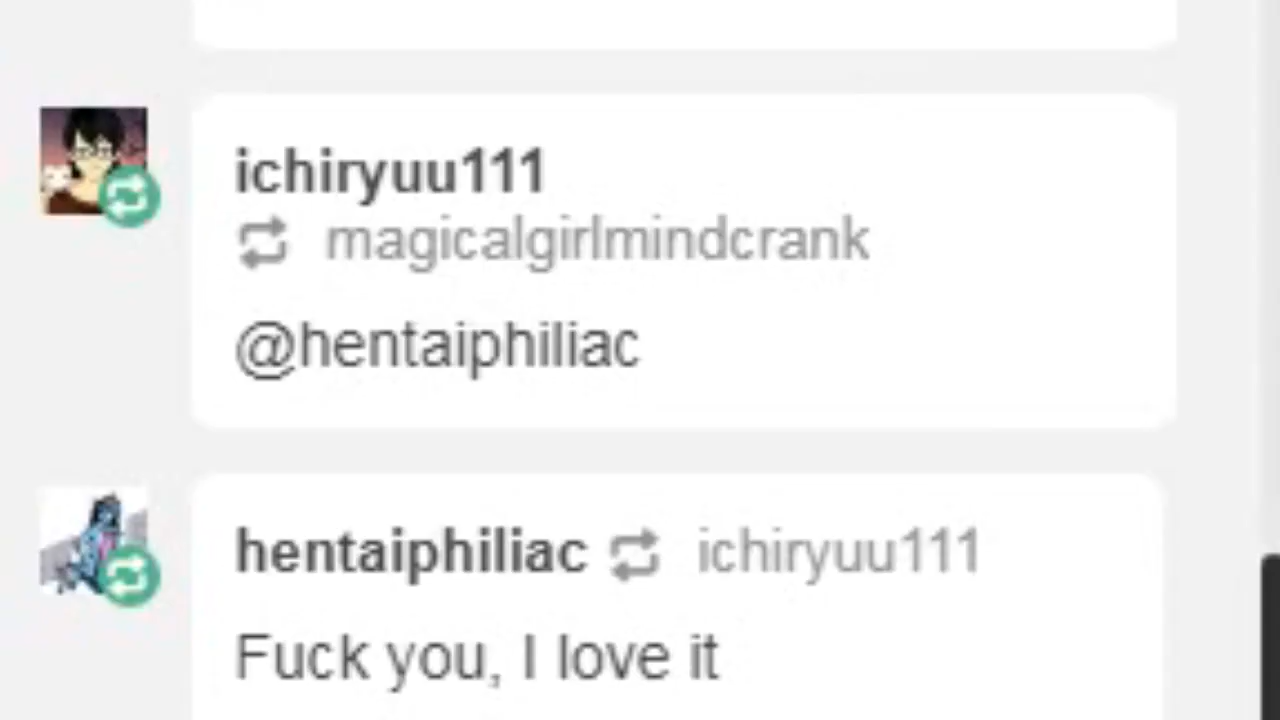 ichiryuu111
magicalgirlmindcrank
@hentaiphiliac
hentaiphiliac ichiryuu111
Fuck you, I love it